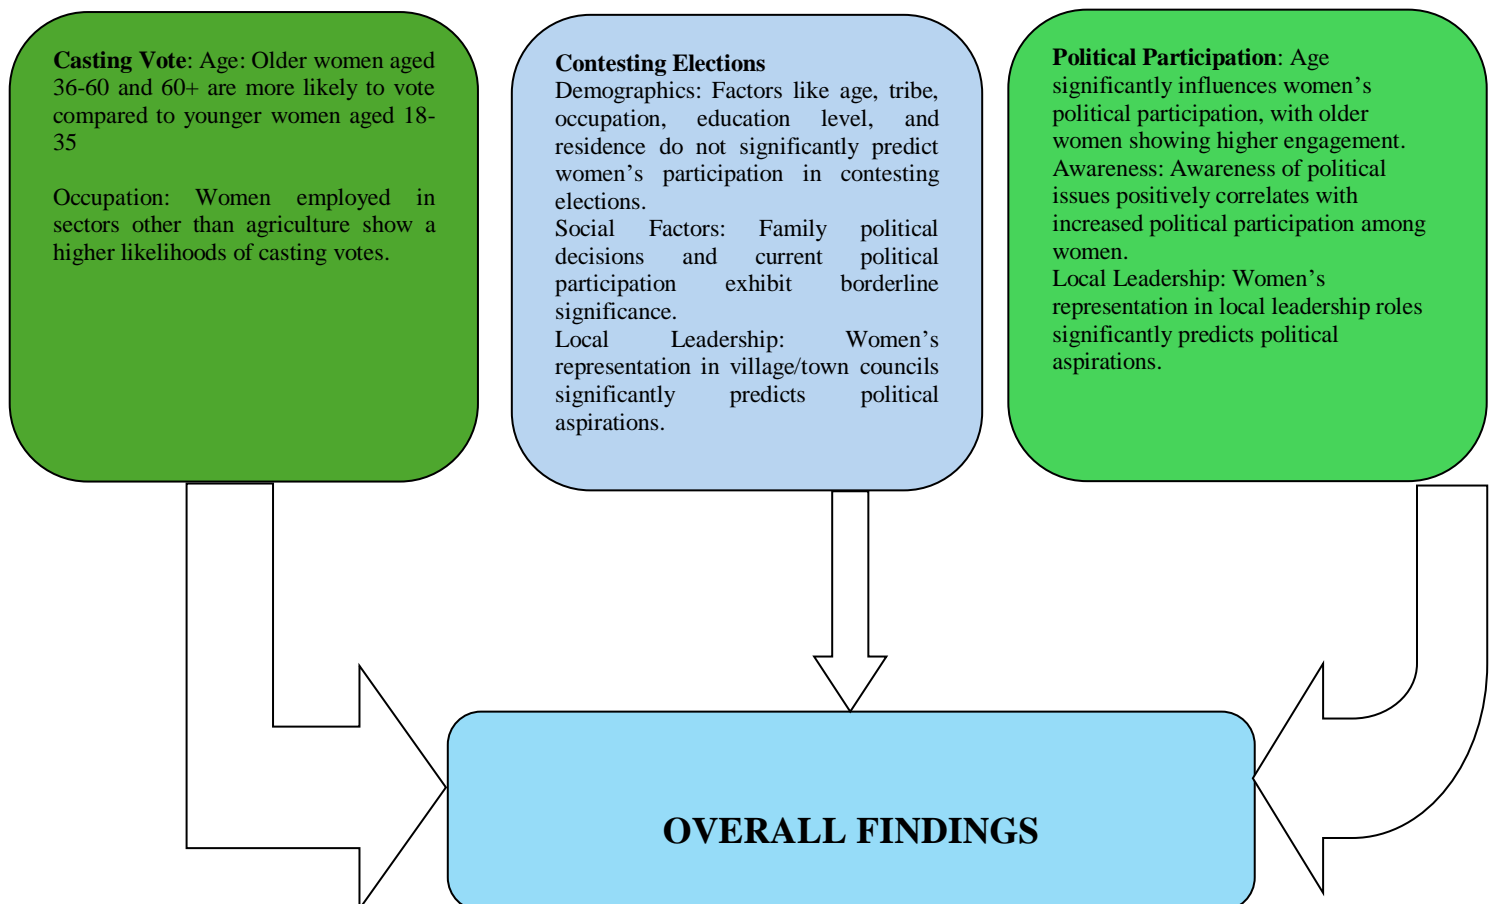 Casting Vote: Age: Older women aged
36-60 and 60+ are more likely to vote
compared to younger women aged 18-
35
Occupation: Women employed in
sectors other than agriculture show a
higher likelihoods of casting votes.
Contesting Elections
Demographics: Factors like age, tribe,
occupation, education level, and
residence do not significantly predict
women’s participation in contesting
elections.
Social Factors: Family political
decisions and current political
participation exhibit borderline
significance.
Local Leadership: Women’s
representation in village/town councils
significantly predicts political
aspirations.
Political Participation: Age
significantly influences women’s
political participation, with older
women showing higher engagement.
Awareness: Awareness of political
issues positively correlates with
increased political participation among
women.
Local Leadership: Women’s
representation in local leadership roles
significantly predicts political
aspirations.
OVERALL FINDINGS